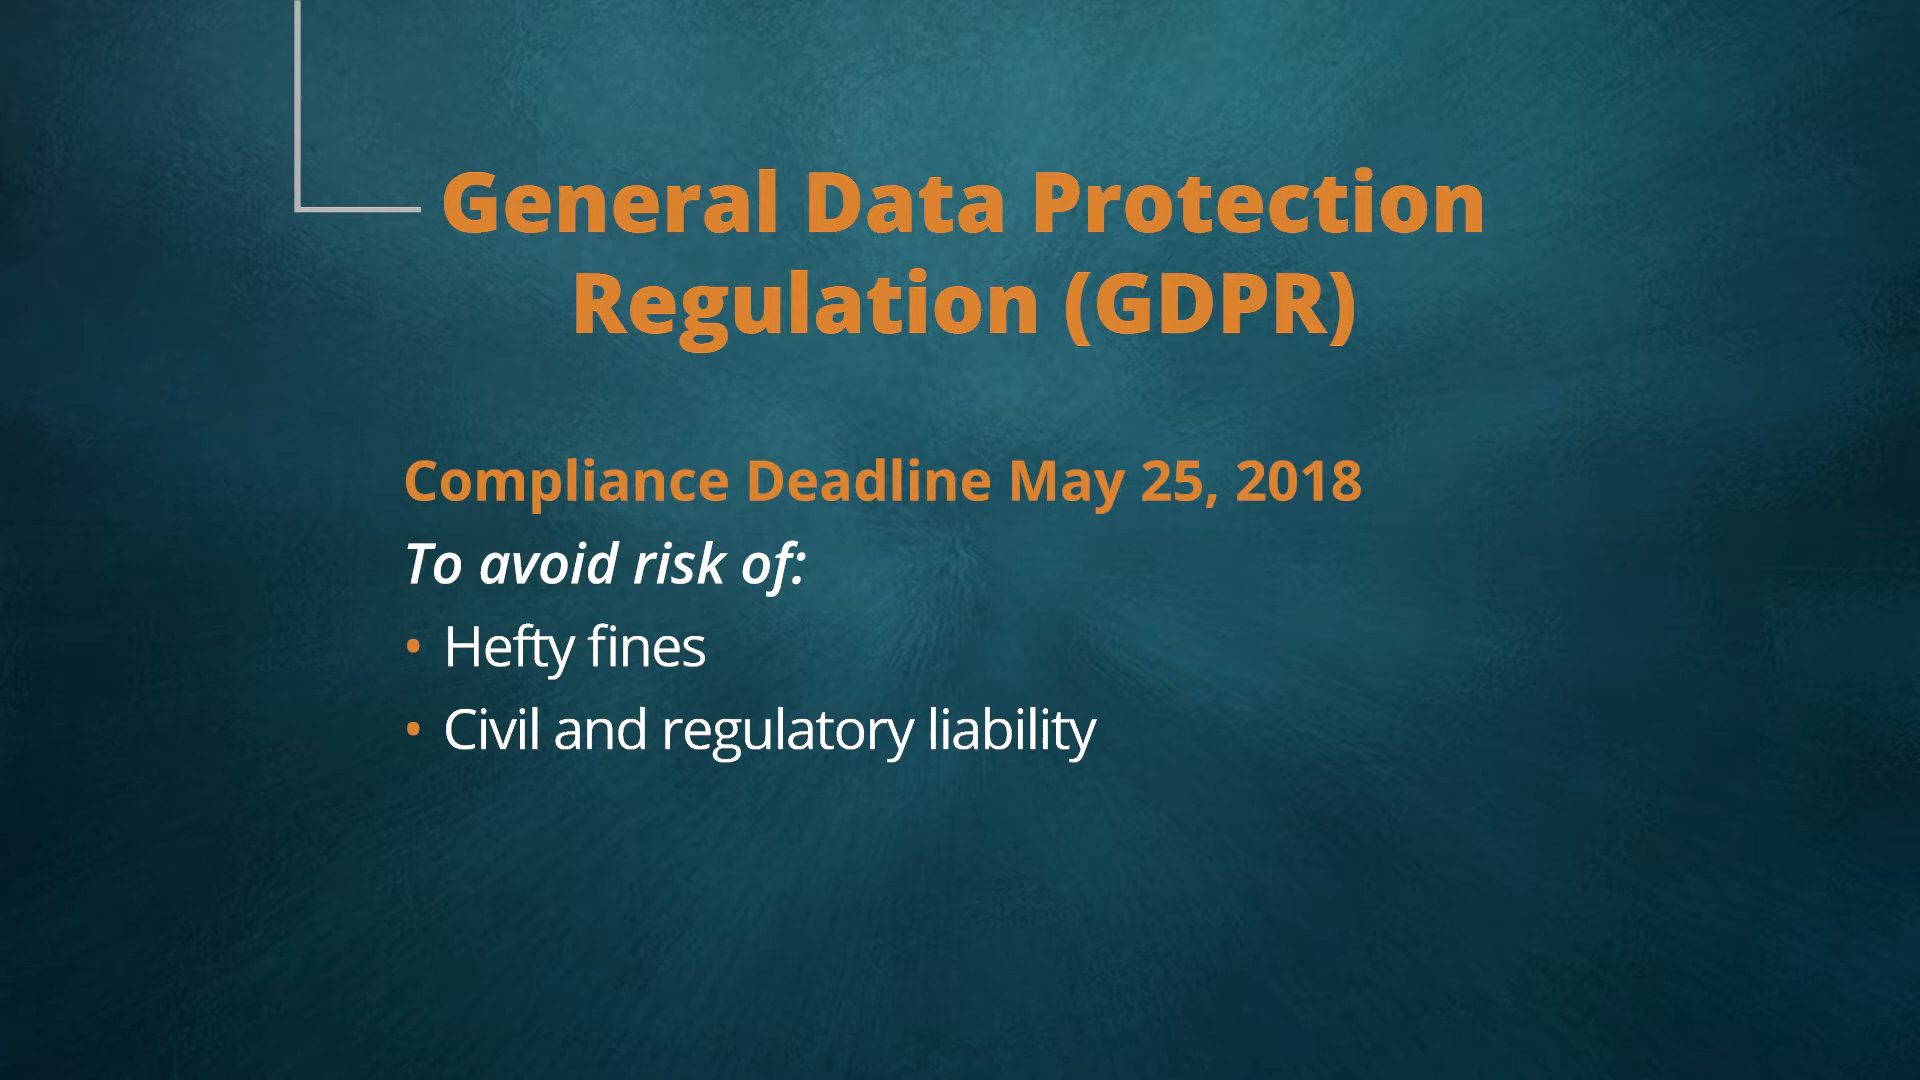 General Data Protection
Regulation (GDPR)
Compliance Deadline May 25, 2018
To avoid risk of:
• Hefty fines
• Civil and regulatory liability